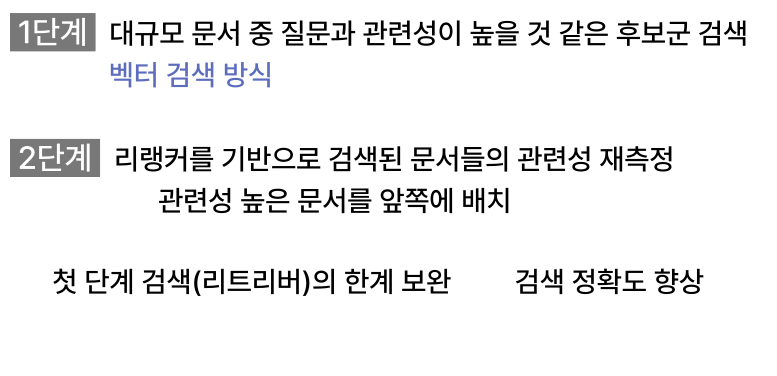 1단계 대규모 문서 중 질문과 관련성이 높을 것 같은 후보군 검색
벡터 검색 방식
2단계 리랭커를 기반으로 검색된 문서들의 관련성 재측정
관련성 높은 문서를 앞쪽에 배치
첫 단계 검색(리트리버)의 한계 보완 검색 정확도 향상